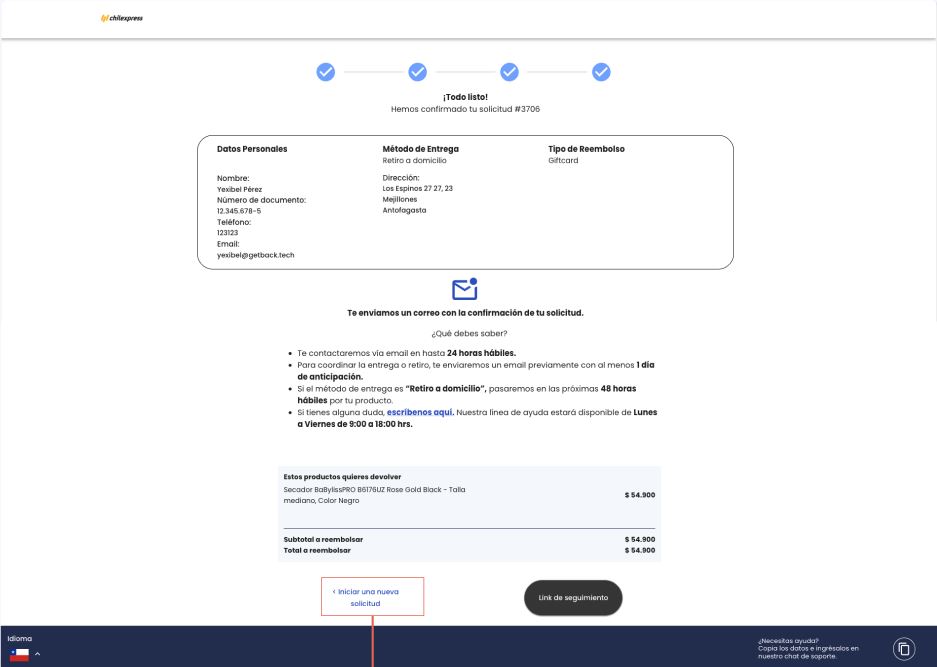 chilexpress
¡Todo listo!
Hemos confirmado tu solicitud #3706
Datos Personales
Nombre:
Yexibel Pérez
Número de documento:
12.345.678-5
Teléfono:
123123
Email:
yexibel@getback.tech
Método de Entrega
Retiro a domicilio
Dirección:
Los Espinos 27 27, 23
Mejillones
Antofagasta
Tipo de Reembolso
Giftcard
Te enviamos un correo con la confirmación de tu solicitud.
¿Qué debes saber?
• Te contactaremos vía email en hasta 24 horas hábiles.
• Para coordinar la entrega o retiro, te enviaremos un email previamente con al menos 1 día
de anticipación.
• Si el método de entrega es “Retiro a domicilio”, pasaremos en las próximas 48 horas
hábiles por tu producto.
• Si tienes alguna duda, escríbenos aquí. Nuestra línea de ayuda estará disponible de Lunes
a Viernes de 9:00 a 18:00 hrs.
Estos productos quieres devolver
Secador BaBylissPRO B6176UZ Rose Gold Black - Talla
mediano, Color Negro
$ 54.900
Subtotal a reembolsar $ 54.900
Total a reembolsar $ 54.900
< Iniciar una nueva
solicitud
Link de seguimiento
Idioma
¿Necesitas ayuda?
Copia los datos e ingrésalos en
nuestro chat de soporte.